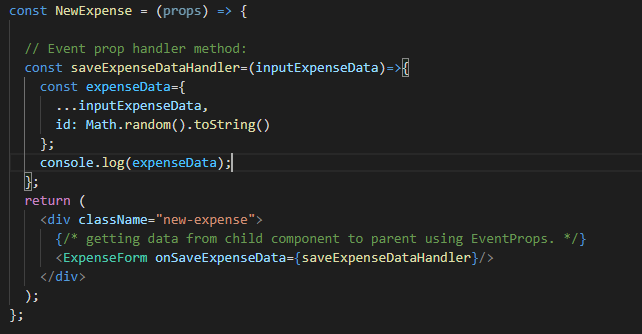 const NewExpense = (props) => {
// Event prop handler method:
const saveExpenseDataHandler=(inputExpenseData)=>{
const expenseData={
...inputExpenseData,
id: Math.random().toString()
};
console.log(expenseData);
};
return (
<div className="new-expense">
{/* getting data from child component to parent using EventProps. */}
<ExpenseForm onSaveExpenseData={saveExpenseDataHandler}/>
</div>
);
};